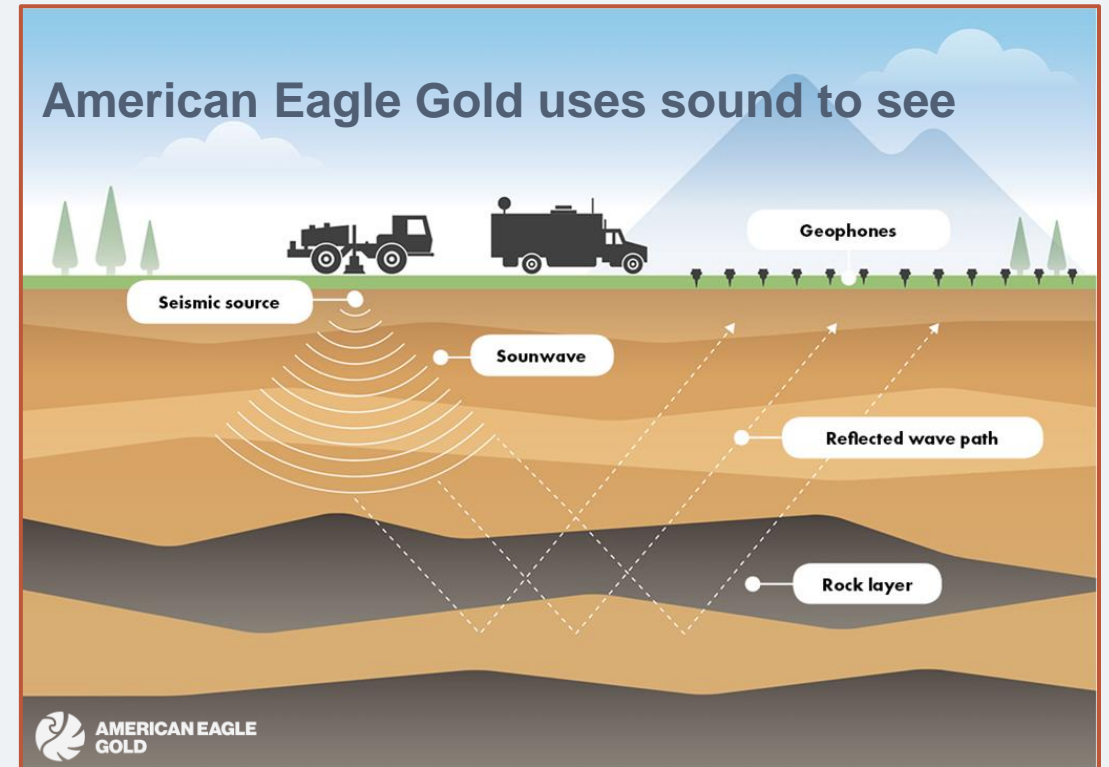 American Eagle Gold uses sound to see
Geophones
Seismic source
Sounwave
Reflected wave path
Rock layer
AMERICAN EAGLE
GOLD